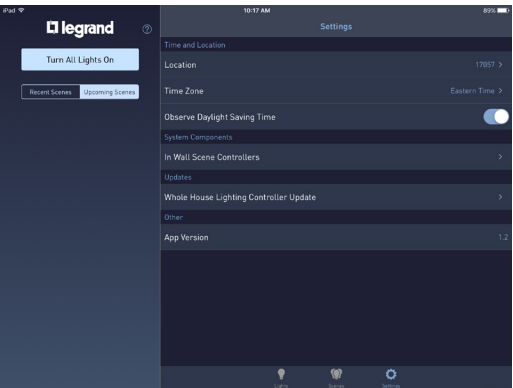 iPad
10:17 AM
89%
legrand
?
Settings
Turn All Lights On
Recent Scenes
Upcoming Scenes
Time and Location
Location
17057 >
Time Zone
Eastern Time >
Observe Daylight Saving Time
System Components
In Wall Scene Controllers
>
Updates
Whole House Lighting Controller Update
>
Other
App Version
1.2
Lights
Scenes
Settings